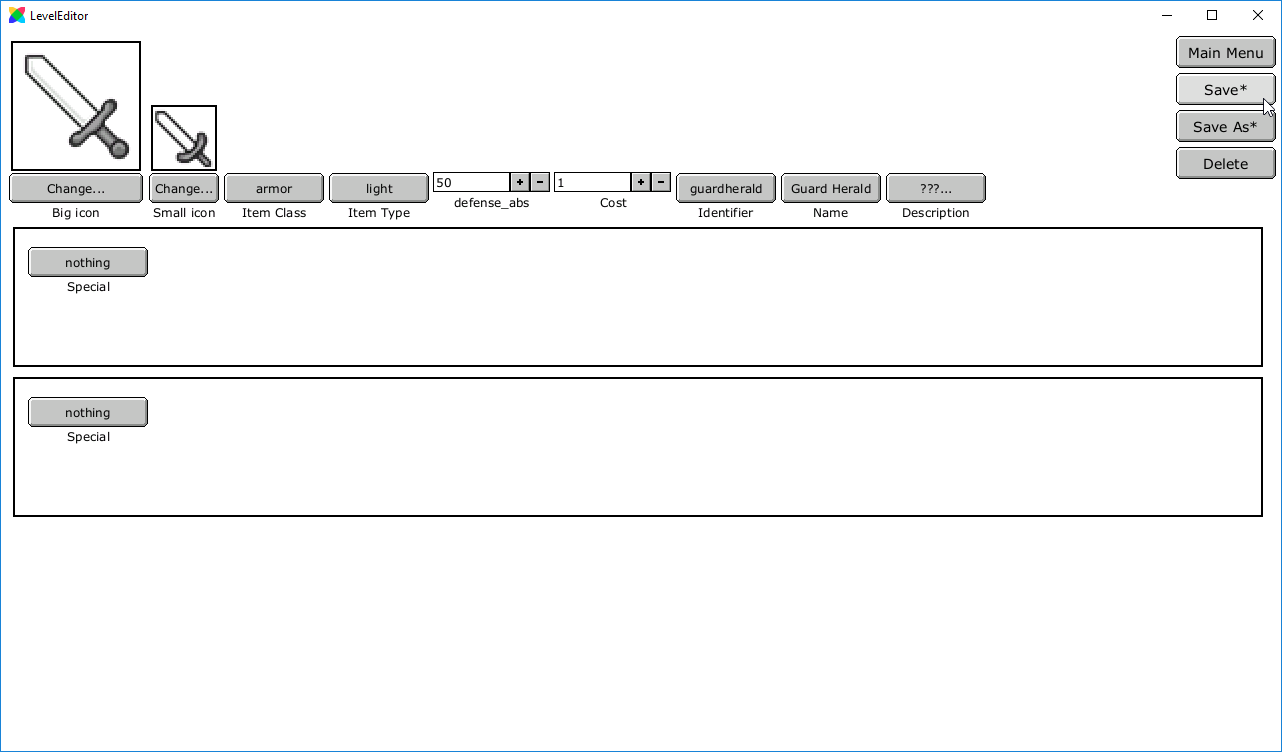 LevelEditor
Main Menu
Save*
Save As*
Delete
Change...
Change...
armor
light
50 + -
1 + -
guardherald
Guard Herald
???...
Big icon
Small icon
Item Class
Item Type
defense_abs
Cost
Identifier
Name
Description
nothing
Special
nothing
Special